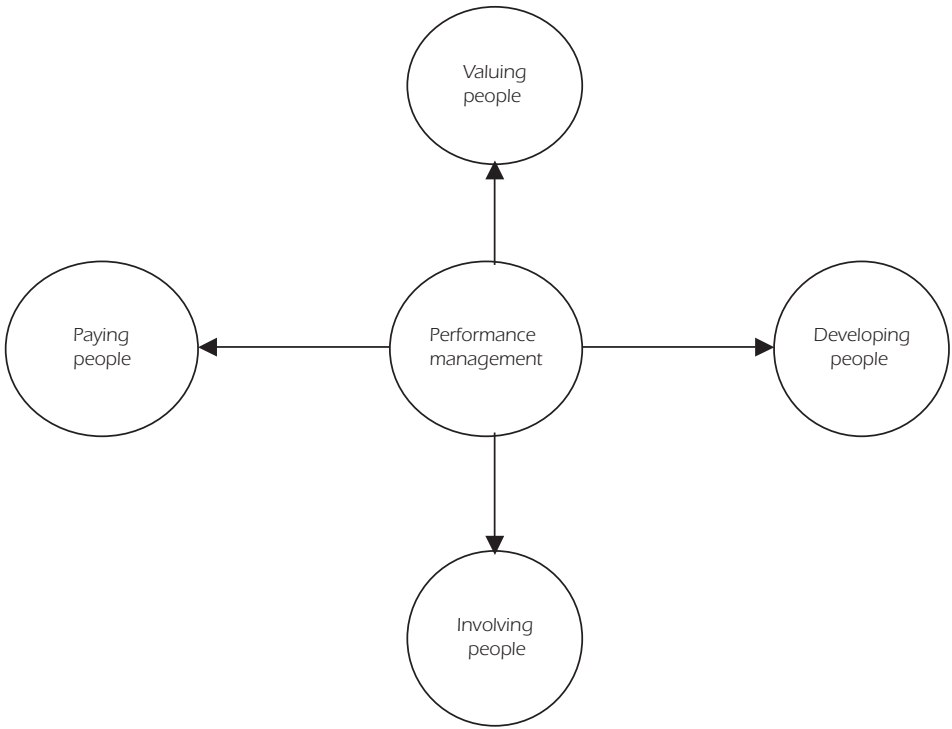 Valuing
people
Paying
people
Performance
management
Developing
people
Involving
people